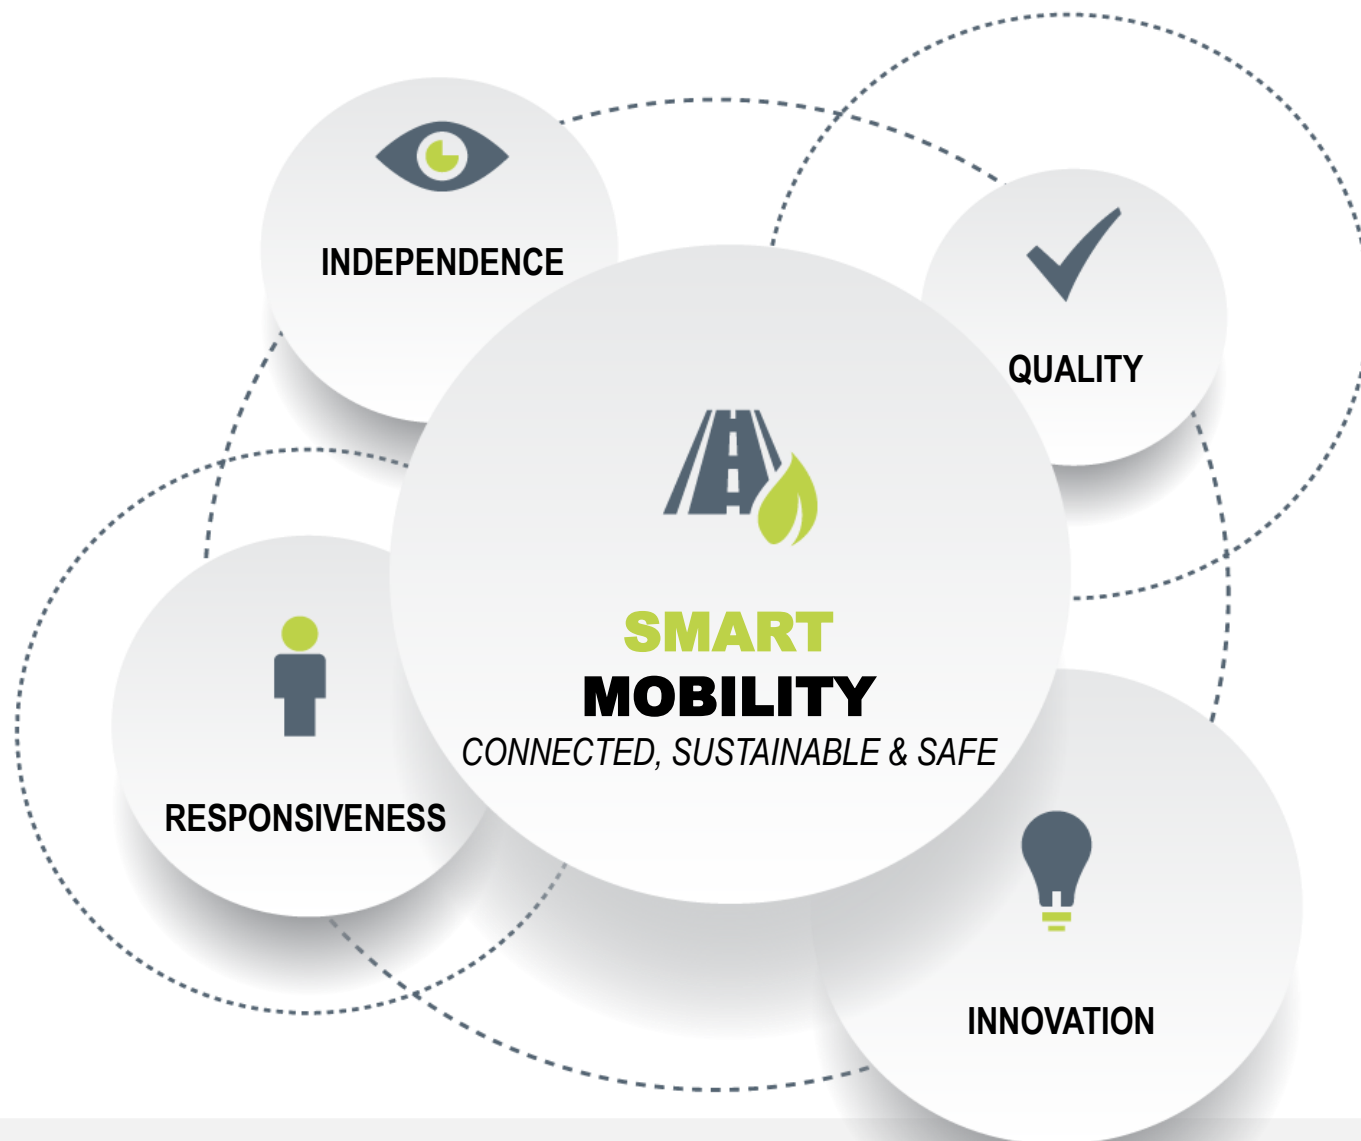 INDEPENDENCE
QUALITY
SMART
MOBILITY
CONNECTED, SUSTAINABLE & SAFE
RESPONSIVENESS
INNOVATION